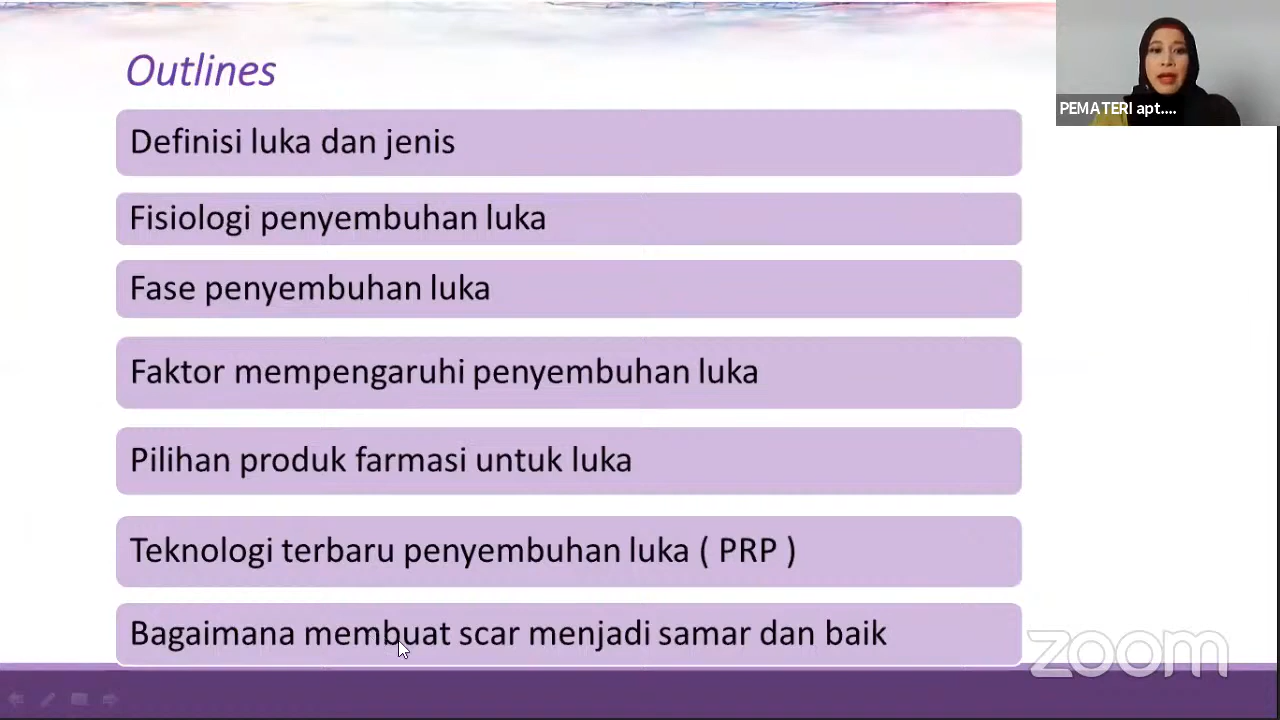 Outlines
PEMATERI apt....
Definisi luka dan jenis
Fisiologi penyembuhan luka
Fase penyembuhan luka
Faktor mempengaruhi penyembuhan luka
Pilihan produk farmasi untuk luka
Teknologi terbaru penyembuhan luka ( PRP )
Bagaimana membuat scar menjadi samar dan baik
zoom